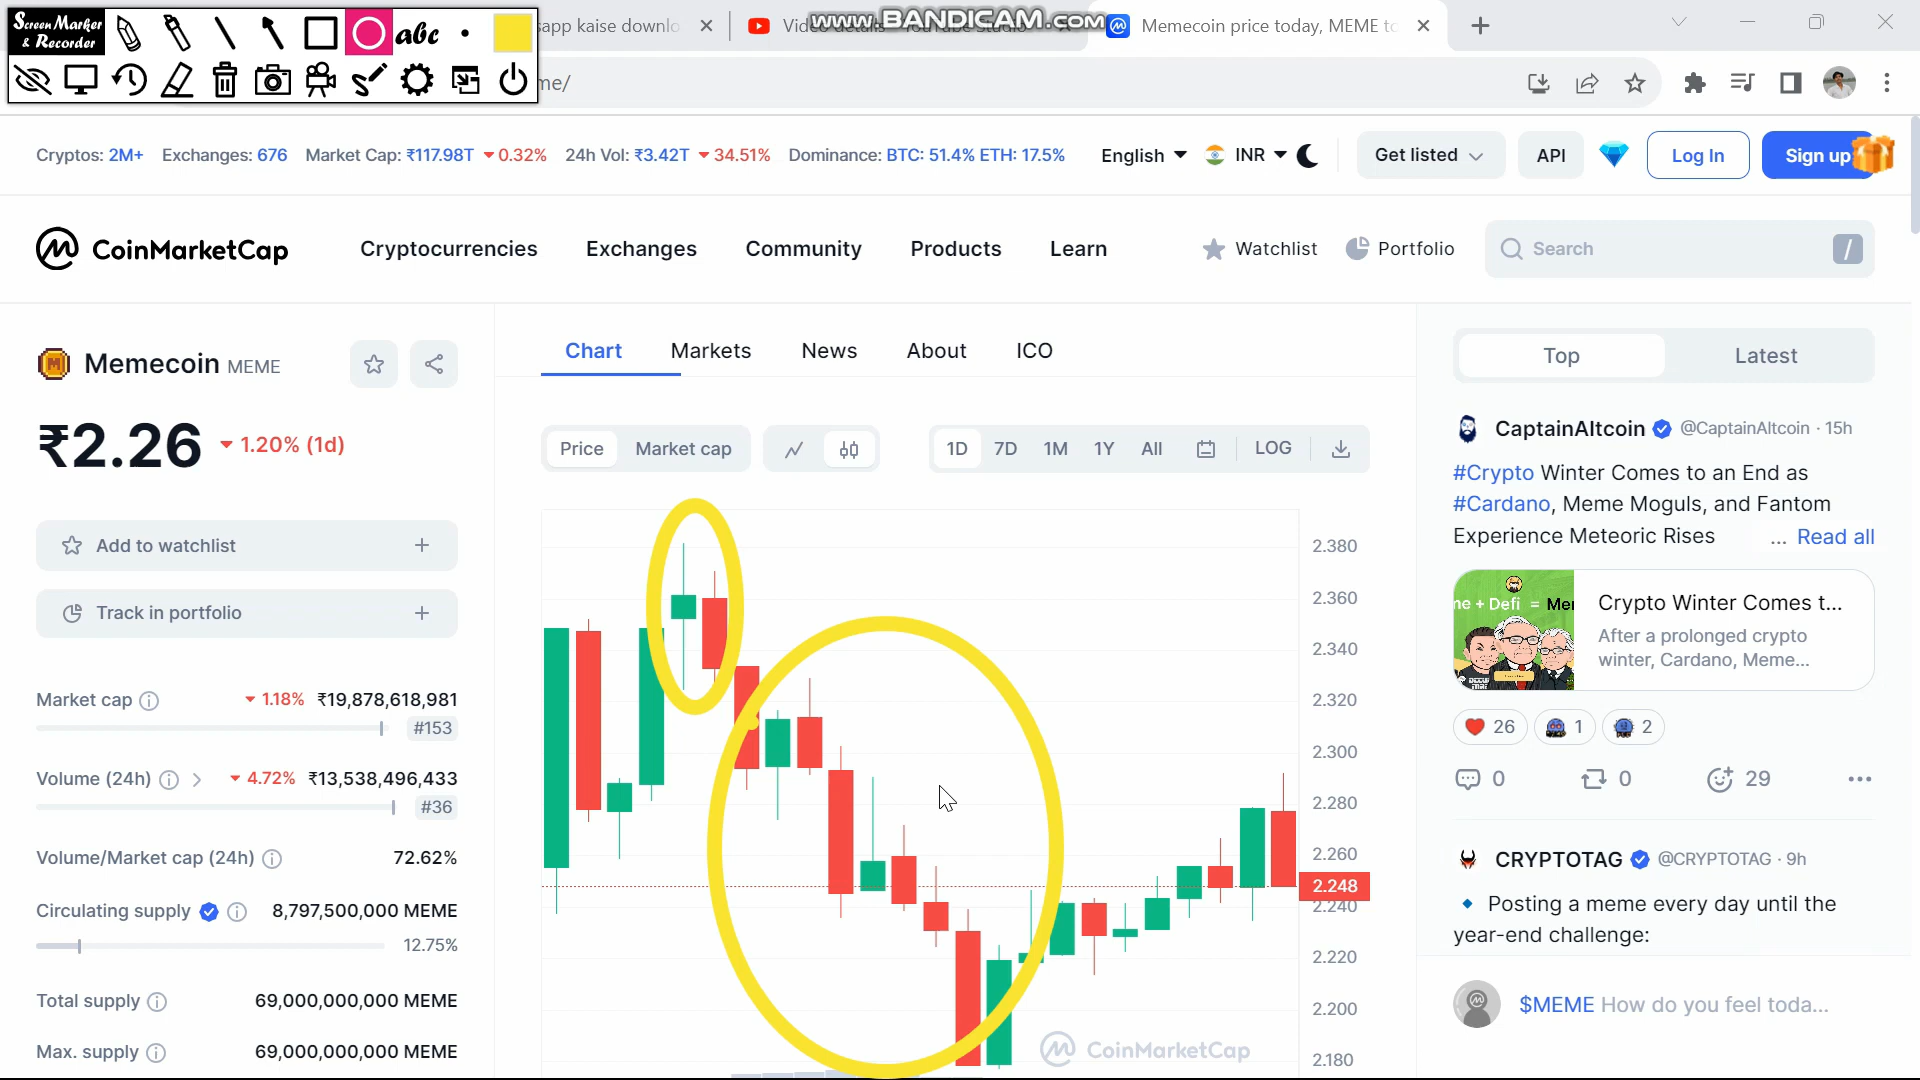 Screen Marker
& Recorder
abc
sapp kaise downlo
www.BANDICAM.com
Memecoin price today, MEME to
me/
Cryptos: 2M+ Exchanges: 676 Market Cap: ₹117.98T 0.32% 24h Vol: ₹3.42T 34.51% Dominance: BTC: 51.4% ETH: 17.5%
English INR Get listed API Log In Sign up
CoinMarketCap Cryptocurrencies Exchanges Community Products Learn Watchlist Portfolio Search /
Memecoin MEME
₹2.26 1.20% (1d)
Add to watchlist +
Track in portfolio +
Market cap 1.18% ₹19,878,618,981
#153
Volume (24h) 4.72% ₹13,538,496,433
#36
Volume/Market cap (24h) 72.62%
Circulating supply 8,797,500,000 MEME
12.75%
Total supply 69,000,000,000 MEME
Max. supply 69,000,000,000 MEME
Chart Markets News About ICO
Price Market cap 1D 7D 1M 1Y All LOG
2.380
2.360
2.340
2.320
2.300
2.280
2.260
2.248
2.240
2.220
2.200
2.180
CoinMarketCap
Top Latest
CaptainAltcoin @CaptainAltcoin · 15h
#Crypto Winter Comes to an End as
#Cardano, Meme Moguls, and Fantom
Experience Meteoric Rises ... Read all
me + Defi = Mem
Crypto Winter Comes t...
After a prolonged crypto
winter, Cardano, Meme...
26 1 2
0 0 29
CRYPTOTAG @CRYPTOTAG · 9h
Posting a meme every day until the
year-end challenge:
$MEME How do you feel toda...